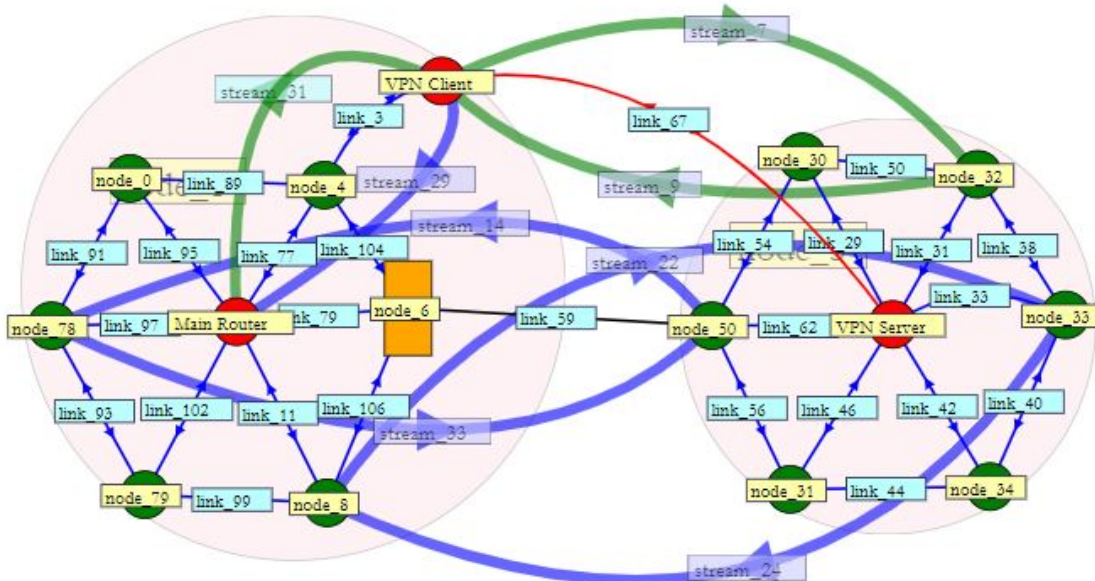 stream_7
VPN Client
stream_31
link_3
link_67
node_30
link_50
node_32
node_0
link_89
node_4
stream_29
stream_9
stream_14
link_91
link_95
link_77
link_104
link_54
link_29
link_31
link_38
stream_22
node_78
link_97
Main Router
nk_79
node_6
link_59
node_50
link_62
VPN Server
link_33
node_33
link_93
link_102
link_11
link_106
stream_33
link_56
link_46
link_42
link_40
node_79
link_99
node_8
node_31
link_44
node_34
stream_24